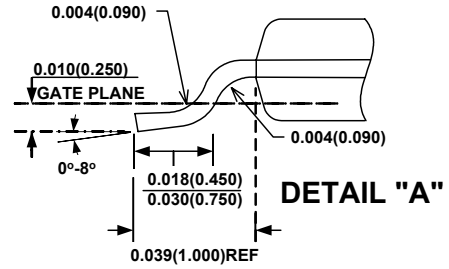 0.004(0.090)
0.010(0.250)
GATE PLANE
0.004(0.090)
0º-8º
0.018(0.450)
0.030(0.750)
DETAIL "A"
0.039(1.000)REF